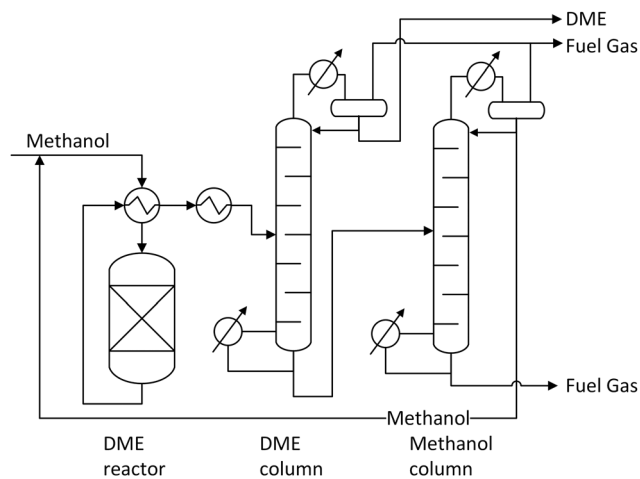 DME
Fuel Gas
Methanol
Fuel Gas
Methanol
DME
reactor
DME
column
Methanol
column